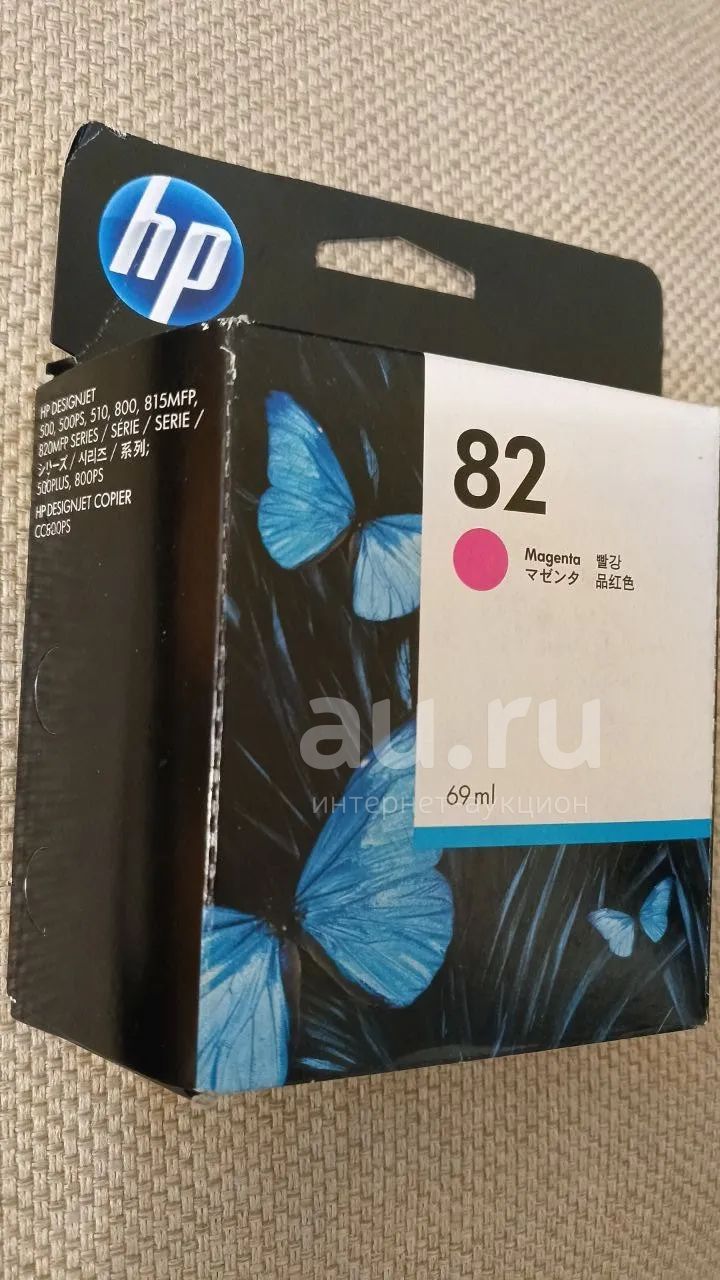 hp
HP DESIGNJET
500, 500PS, 510, 800, 815MFP,
820MFP SERIES / SÉRIE / SERIE /
シリーズ / 시리즈 / 系列;
500PLUS, 800PS
HP DESIGNJET COPIER
CC800PS
82
Magenta 빨강
マゼンタ 品红色
au.ru
интернет-аукцион
69 ml